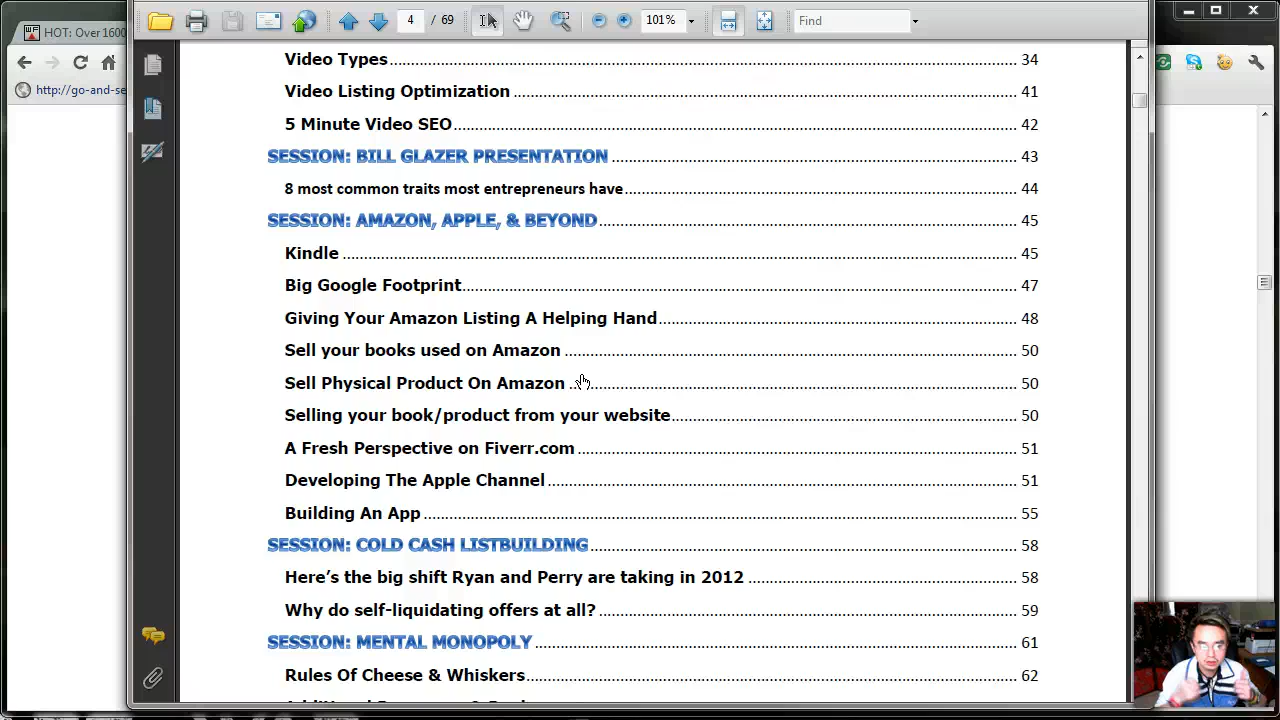 4 / 69
101%
Find
HOT: Over 1600
http://go-and-se
Video Types 34
Video Listing Optimization 41
5 Minute Video SEO 42
SESSION: BILL GLAZER PRESENTATION 43
8 most common traits most entrepreneurs have 44
SESSION: AMAZON, APPLE, & BEYOND 45
Kindle 45
Big Google Footprint 47
Giving Your Amazon Listing A Helping Hand 48
Sell your books used on Amazon 50
Sell Physical Product On Amazon 50
Selling your book/product from your website 50
A Fresh Perspective on Fiverr.com 51
Developing The Apple Channel 51
Building An App 55
SESSION: COLD CASH LISTBUILDING 58
Here's the big shift Ryan and Perry are taking in 2012 58
Why do self-liquidating offers at all? 59
SESSION: MENTAL MONOPOLY 61
Rules Of Cheese & Whiskers 62